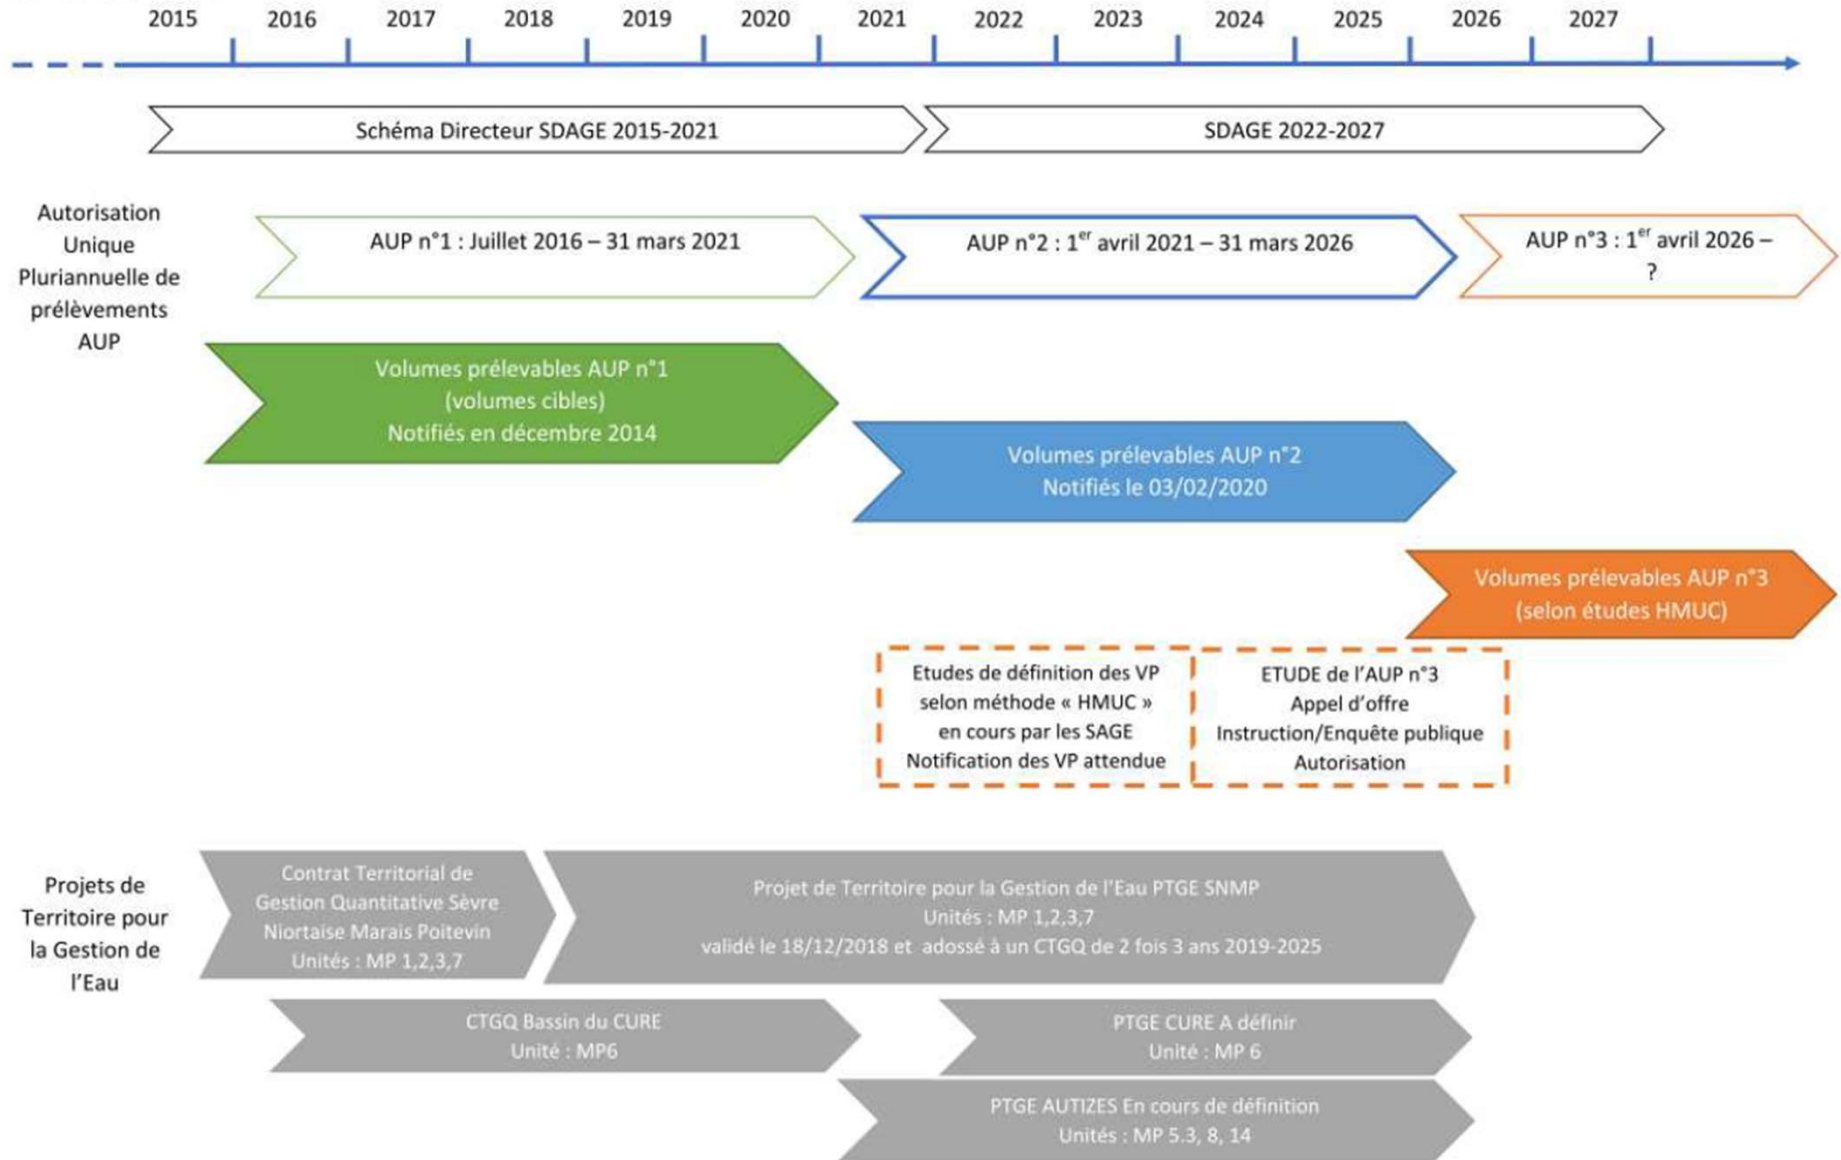 2015 2016 2017 2018 2019 2020 2021 2022 2023 2024 2025 2026 2027
Schéma Directeur SDAGE 2015-2021
SDAGE 2022-2027
Autorisation
Unique
Pluriannuelle de
prélèvements
AUP
AUP n°1 : Juillet 2016 – 31 mars 2021
AUP n°2 : 1er avril 2021 – 31 mars 2026
AUP n°3 : 1er avril 2026 –
?
Volumes prélevables AUP n°1
(volumes cibles)
Notifiés en décembre 2014
Volumes prélevables AUP n°2
Notifiés le 03/02/2020
Volumes prélevables AUP n°3
(selon études HMUC)
Etudes de définition des VP
selon méthode « HMUC »
en cours par les SAGE
Notification des VP attendue
ETUDE de l’AUP n°3
Appel d’offre
Instruction/Enquête publique
Autorisation
Projets de
Territoire pour
la Gestion de
l’Eau
Contrat Territorial de
Gestion Quantitative Sèvre
Niortaise Marais Poitevin
Unités : MP 1,2,3,7
Projet de Territoire pour la Gestion de l’Eau PTGE SNMP
Unités : MP 1,2,3,7
validé le 18/12/2018 et adossé à un CTGQ de 2 fois 3 ans 2019-2025
CTGQ Bassin du CURE
Unité : MP6
PTGE CURE A définir
Unité : MP 6
PTGE AUTIZES En cours de définition
Unités : MP 5.3, 8, 14